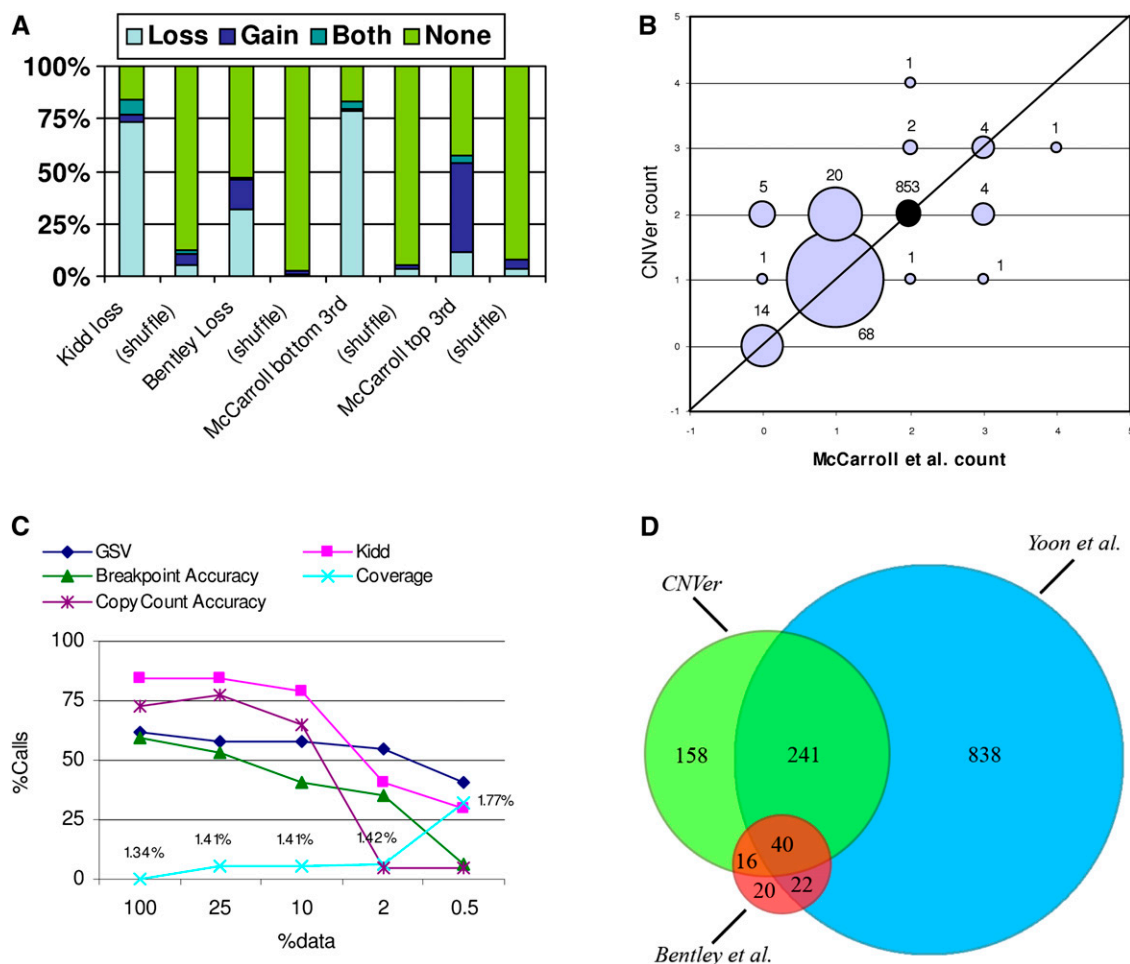 A
Loss Gain Both None
100%
75%
50%
25%
0%
Kidd loss
(shuffle)
Bentley Loss
(shuffle)
McCarroll bottom 3rd
(shuffle)
McCarroll top 3rd
(shuffle)
B
CNVer count
5
4
3
2
1
0
-1
1
2 4 1
5 20 853 4
1 1 1
14 68
-1 0 1 2 3 4 5
McCarroll et al. count
C
GSV Kidd
Breakpoint Accuracy Coverage
Copy Count Accuracy
%Calls
100
75
50
25
0
1.34% 1.41% 1.41% 1.42% 1.77%
100 25 10 2 0.5
%data
D
Yoon et al.
CNVer
158 241 838
40
16
20 22
Bentley et al.